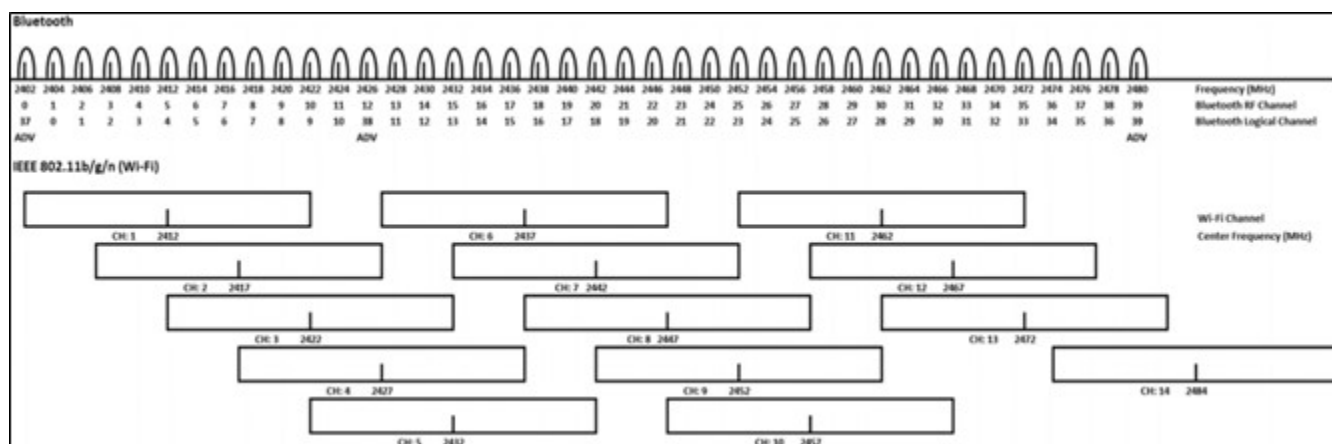 Bluetooth
2402 2404 2406 2408 2410 2412 2414 2416 2418 2420 2422 2424 2426 2428 2430 2432 2434 2436 2438 2440 2442 2444 2446 2448 2450 2452 2454 2456 2458 2460 2462 2464 2466 2468 2470 2472 2474 2476 2478 2480 Frequency (MHz)
0 1 2 3 4 5 6 7 8 9 10 11 12 13 14 15 16 17 18 19 20 21 22 23 24 25 26 27 28 29 30 31 32 33 34 35 36 37 38 39 Bluetooth RF Channel
37 0 1 2 3 4 5 6 7 8 9 10 38 11 12 13 14 15 16 17 18 19 20 21 22 23 24 25 26 27 28 29 30 31 32 33 34 35 36 39 Bluetooth Logical Channel
ADV ADV ADV
IEEE 802.11b/g/n (Wi-Fi)
Wi-Fi Channel
CH: 1 2412 CH: 6 2437 CH: 11 2462 Center Frequency (MHz)
CH: 2 2417 CH: 7 2442 CH: 12 2467
CH: 3 2422 CH: 8 2447 CH: 13 2472
CH: 4 2427 CH: 9 2452 CH: 14 2484
CH: 5 2432 CH: 10 2457